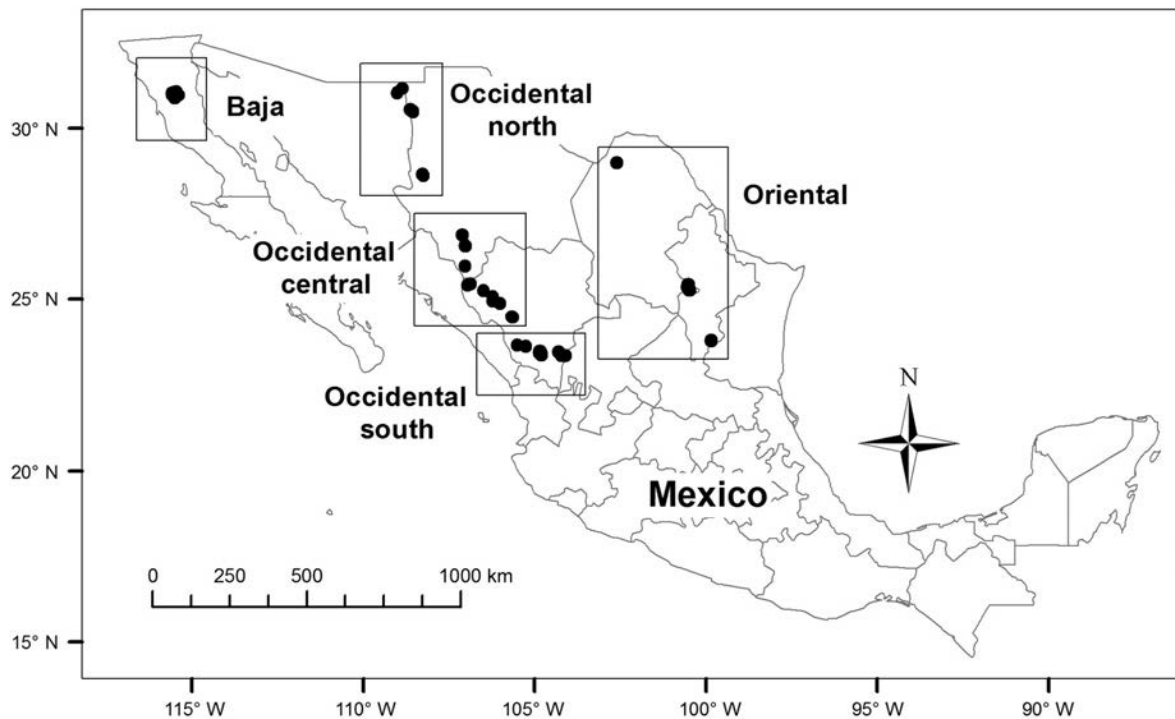 Baja
Occidental
north
30° N
Oriental
Occidental
central
25° N
Occidental
south
N
20° N
Mexico
0 250 500 1000 km
15° N
115° W 110° W 105° W 100° W 95° W 90° W